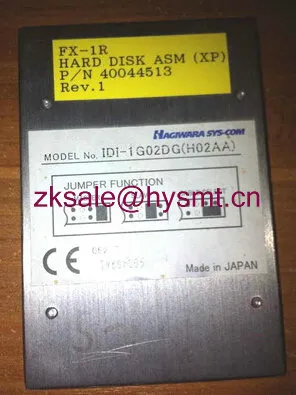 FX-1R
HARD DISK ASM (XP)
P/N 40044513
Rev.1
HAGIWARA SYS-COM
MODEL No. IDI-1G02DG(H02AA)
JUMPER FUNCTION
zksale@hysmt.cn
CE
Made in JAPAN